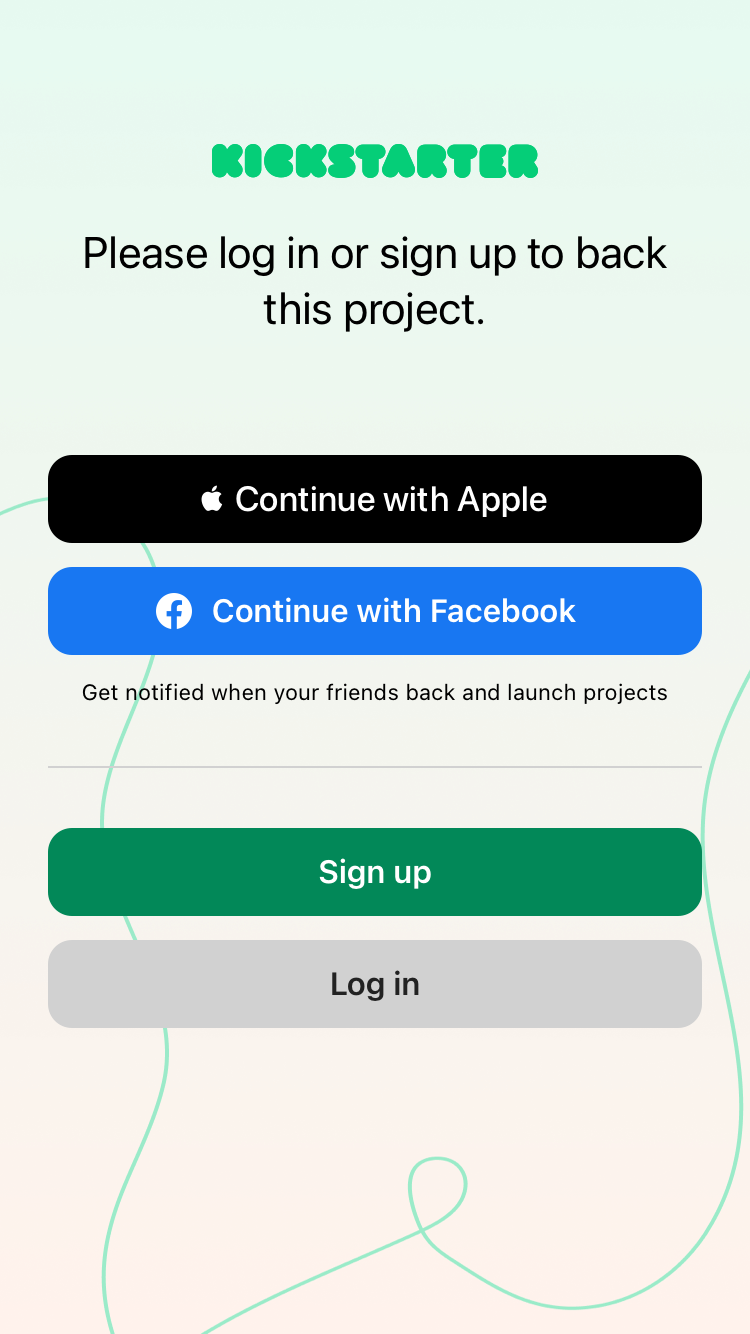 KICKSTARTER
Please log in or sign up to back
this project.
Continue with Apple
Continue with Facebook
Get notified when your friends back and launch projects
Sign up
Log in